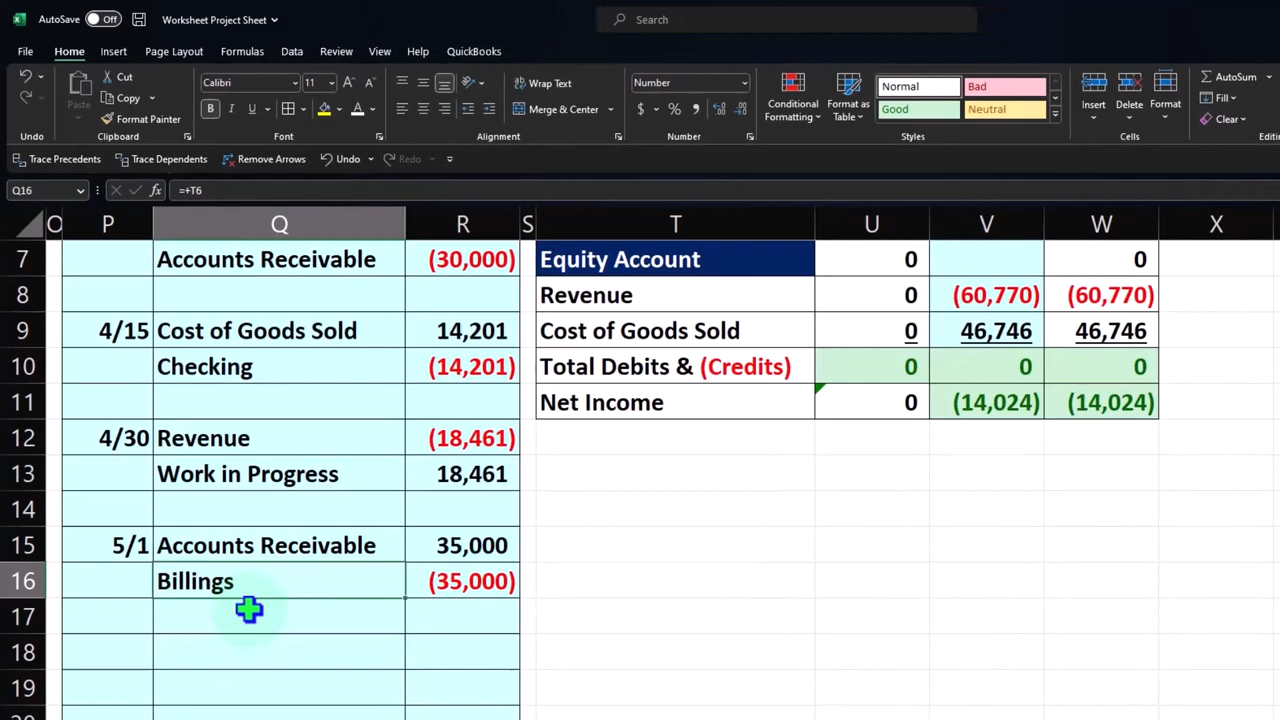 AutoSave Off Worksheet Project Sheet Search
File Home Insert Page Layout Formulas Data Review View Help QuickBooks
Undo
Paste
Cut
Copy
Format Painter
Clipboard
Calibri 11
B I U
Font
Wrap Text
Merge & Center
Alignment
Number
$ % 
Number
Conditional Formatting
Format as Table
Normal Bad
Good Neutral
Styles
Insert Delete Format
Cells
AutoSum
Fill
Clear
Trace Precedents Trace Dependents Remove Arrows Undo Redo
Q16 fx =+T6
O P Q R S T U V W X
7 Accounts Receivable (30,000) Equity Account 0 0
8 Revenue 0 (60,770) (60,770)
9 4/15 Cost of Goods Sold 14,201 Cost of Goods Sold 0 46,746 46,746
10 Checking (14,201) Total Debits & (Credits) 0 0 0
11 Net Income 0 (14,024) (14,024)
12 4/30 Revenue (18,461)
13 Work in Progress 18,461
14
15 5/1 Accounts Receivable 35,000
16 Billings (35,000)
17
18
19